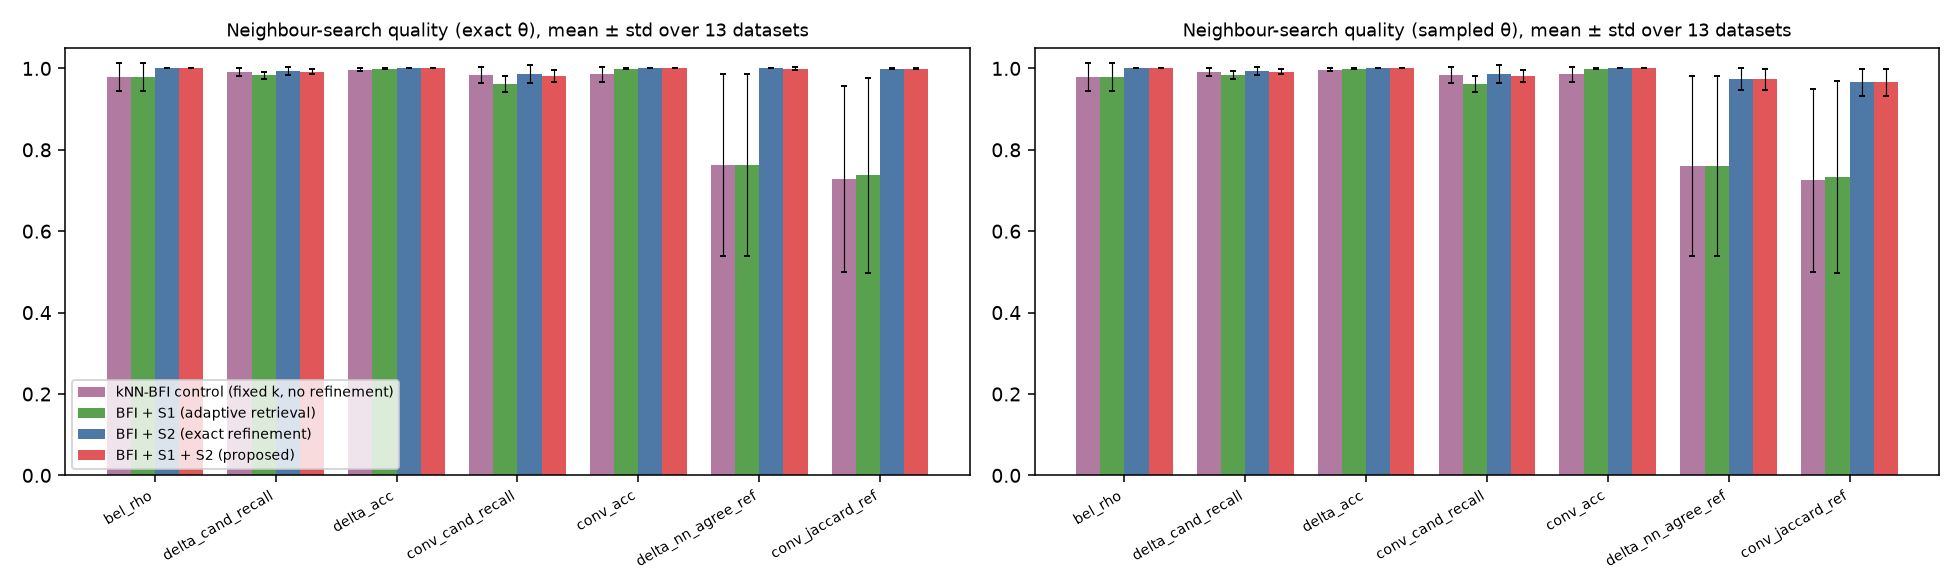 Neighbour-search quality (exact θ), mean ± std over 13 datasets
1.0
0.8
0.6
0.4
0.2
0.0
kNN-BFI control (fixed k, no refinement)
BFI + S1 (adaptive retrieval)
BFI + S2 (exact refinement)
BFI + S1 + S2 (proposed)
bel_rho
delta_cand_recall
delta_acc
conv_cand_recall
conv_acc
delta_nn_agree_ref
conv_jaccard_ref
Neighbour-search quality (sampled θ), mean ± std over 13 datasets
1.0
0.8
0.6
0.4
0.2
0.0
bel_rho
delta_cand_recall
delta_acc
conv_cand_recall
conv_acc
delta_nn_agree_ref
conv_jaccard_ref